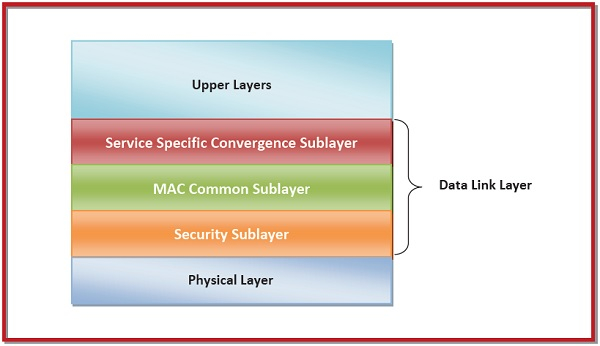 Upper Layers
Service Specific Convergence Sublayer
MAC Common Sublayer
Data Link Layer
Security Sublayer
Physical Layer